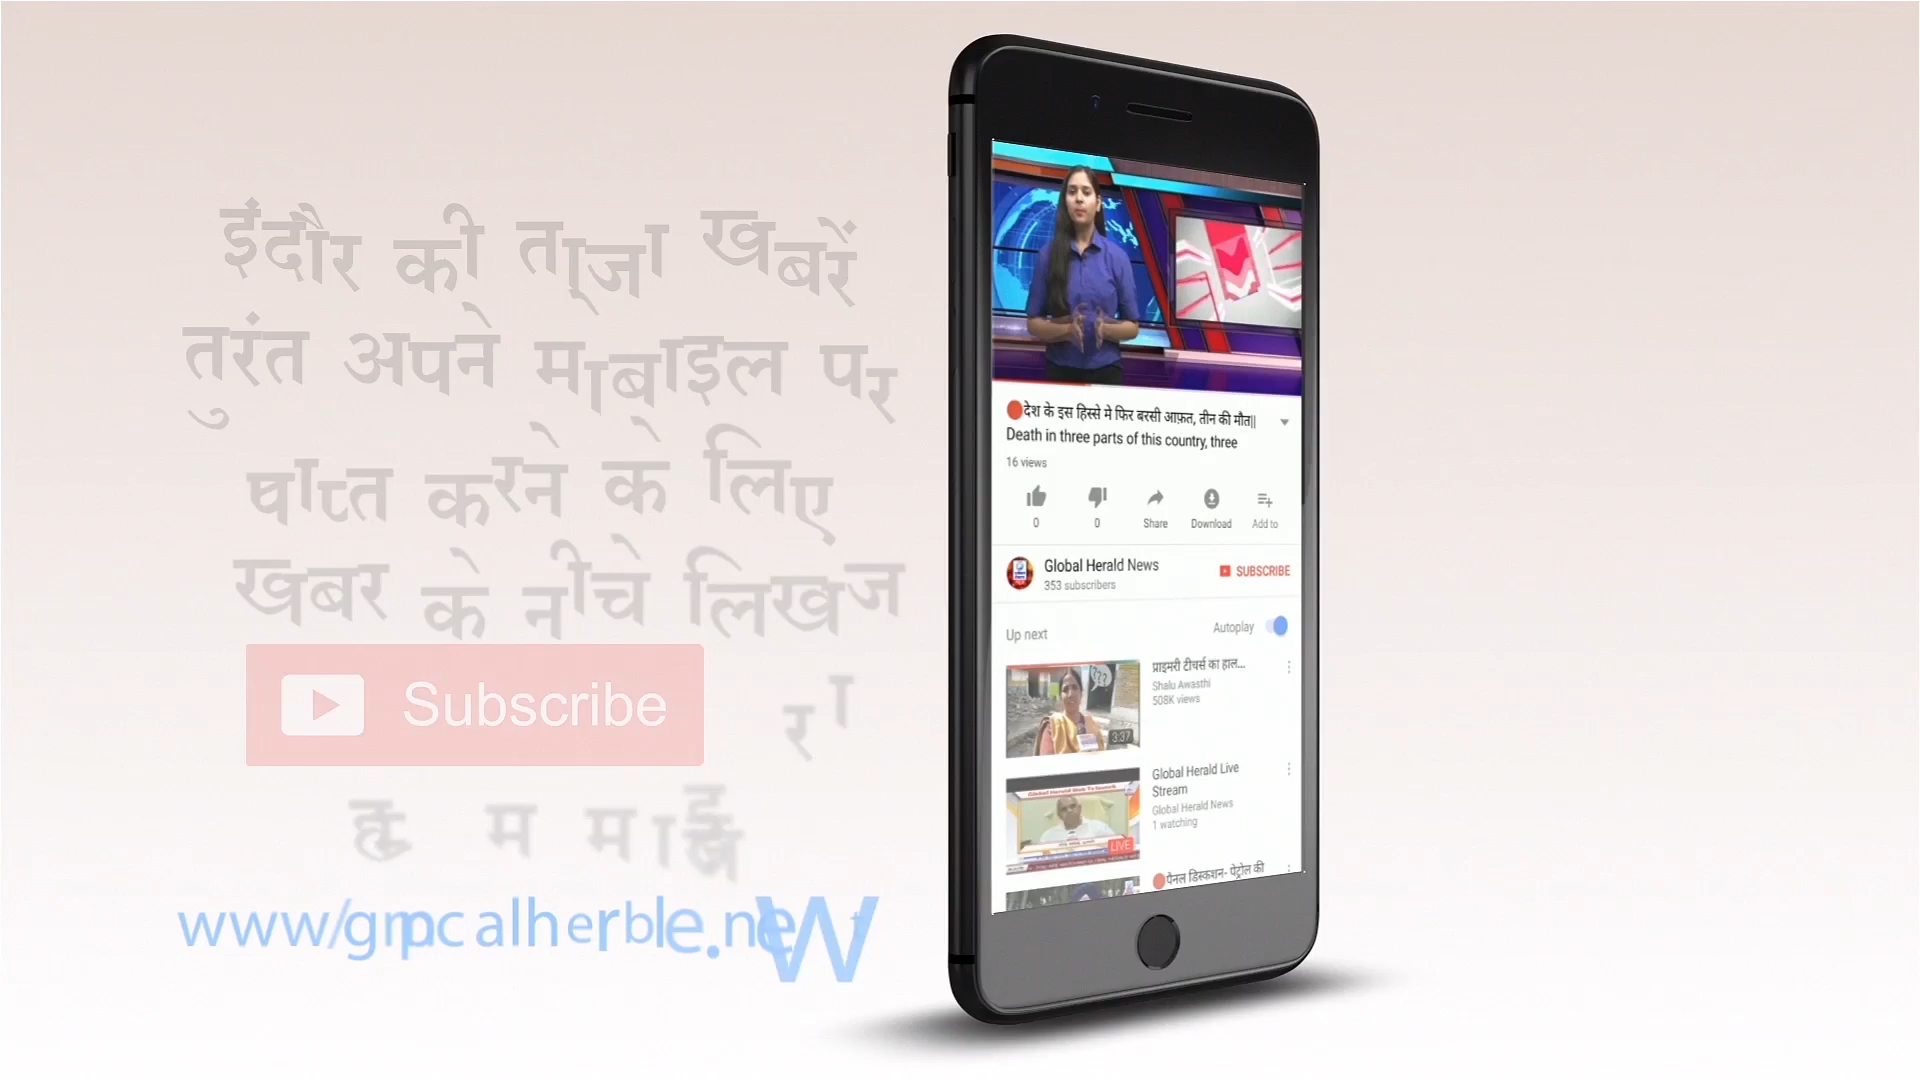 इंदौर की ताजा खबरें
तुरंत अपने मोबाइल पर
करने के लिए
खबर के नीचे
Subscribe
देश के इस हिस्से मे फिर बरसी आफ़त, तीन की मौत||
Death in three parts of this country, three
16 views
0 0 Share Download Add to
Global Herald News
353 subscribers
SUBSCRIBE
Up next
Autoplay
प्राइमरी टीचर्स का हाल...
Shalu Awasthi
508K views
3:37
Global Herald Live
Stream
Global Herald News
1 watching
LIVE
पैनल डिस्कशन- पेट्रोल की